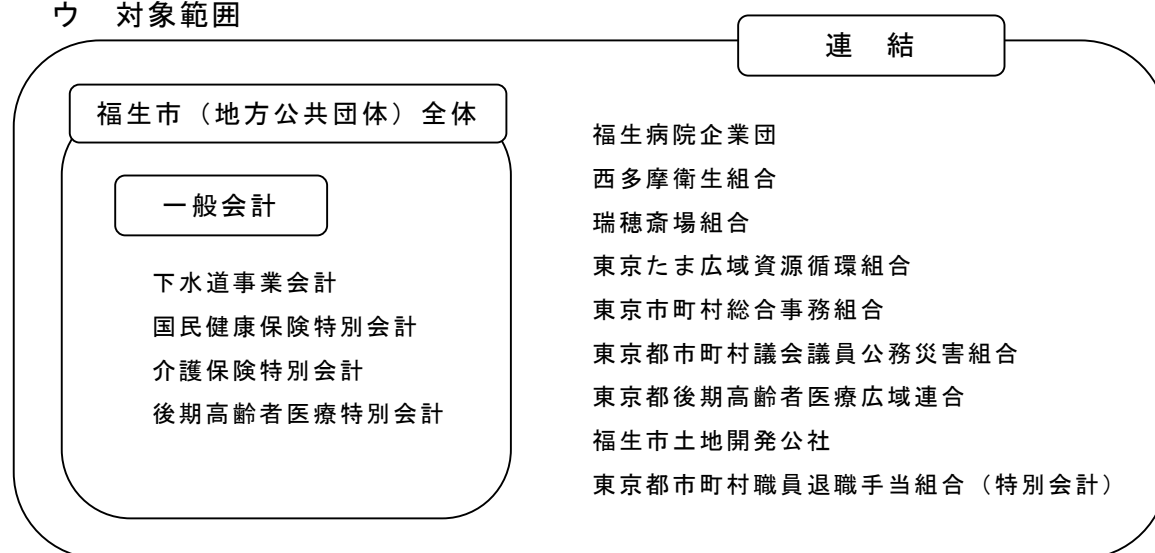 ウ 対象範囲
連 結
福生市（地方公共団体）全体
一般会計
下水道事業会計
国民健康保険特別会計
介護保険特別会計
後期高齢者医療特別会計
福生病院企業団
西多摩衛生組合
瑞穂斎場組合
東京たま広域資源循環組合
東京市町村総合事務組合
東京都市町村議会議員公務災害組合
東京都後期高齢者医療広域連合
福生市土地開発公社
東京都市町村職員退職手当組合（特別会計）